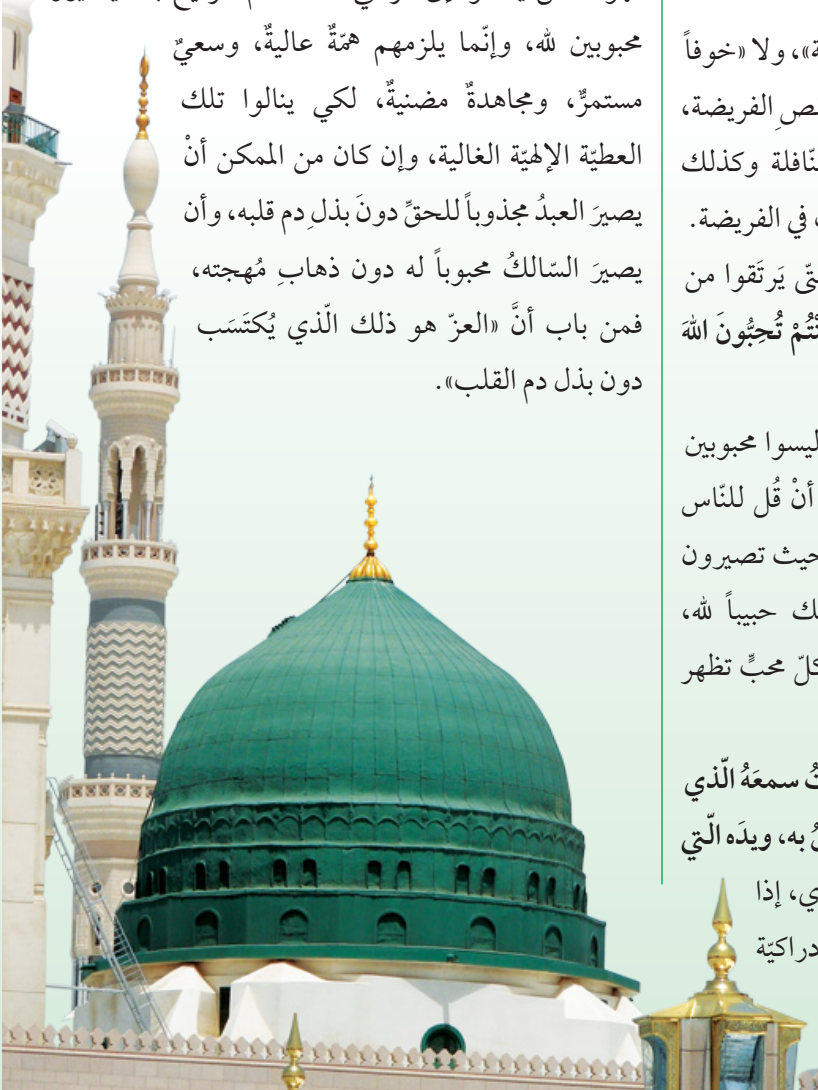 ولا «خوفاً
الفريضة،
وكذلك
في الفريضة.
يَرتَقوا من
تُحِبُّونَ اللهَ
ليسوا محبوبين
أنْ قُل للنّاس
حيث تصيرون
حبيباً لله،
كلّ محبٍّ تظهر
سمعَهُ الّذي
به، ويدَه الّتي
إذا
محبوبين لله، وإنّما يلزمهم همّةٌ عاليةٌ، وسعيٌ
مستمرٌّ، ومجاهدةٌ مضنيةٌ، لكي ينالوا تلك
العطيّة الإلهيّة الغالية، وإن كان من الممكن أنْ
يصيرَ العبدُ مجذوباً للحقِّ دونَ بذلِ دم قلبه، وأن
يصيرَ السّالكُ محبوباً له دون ذهابِ مُهجته،
فمن باب أنَّ «العزّ هو ذلك الّذي يُكتَسَب
دون بذل دم القلب».